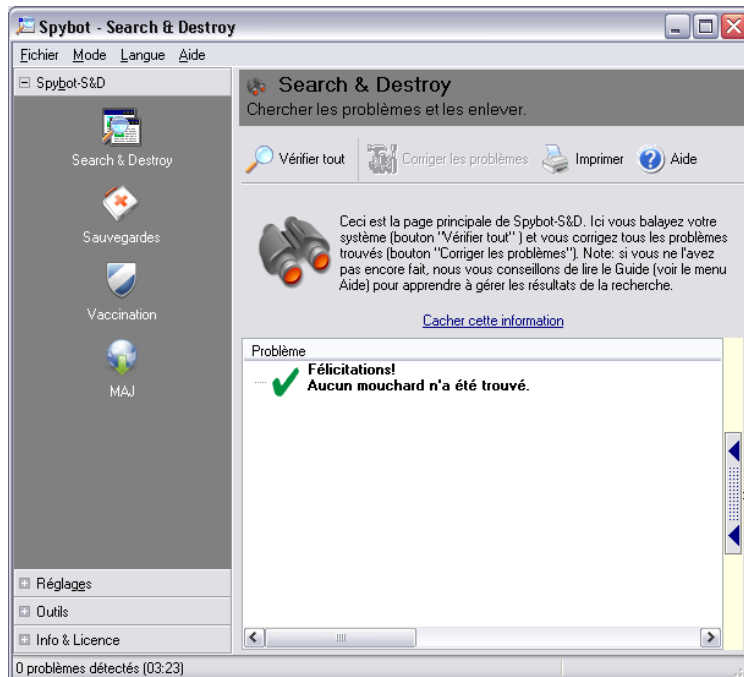 Spybot - Search & Destroy
Fichier Mode Langue Aide
Spybot-S&D
Search & Destroy
Sauvegardes
Vaccination
MAJ
Réglages
Outils
Info & Licence
Search & Destroy
Chercher les problèmes et les enlever.
Vérifier tout Corriger les problèmes Imprimer Aide
Ceci est la page principale de Spybot-S&D. Ici vous balayez votre
système (bouton "Vérifier tout" ) et vous corrigez tous les problèmes
trouvés (bouton "Corriger les problèmes"). Note: si vous ne l'avez
pas encore fait, nous vous conseillons de lire le Guide (voir le menu
Aide) pour apprendre à gérer les résultats de la recherche.
Cacher cette information
Problème
Félicitations!
Aucun mouchard n'a été trouvé.
0 problèmes détectés (03:23)